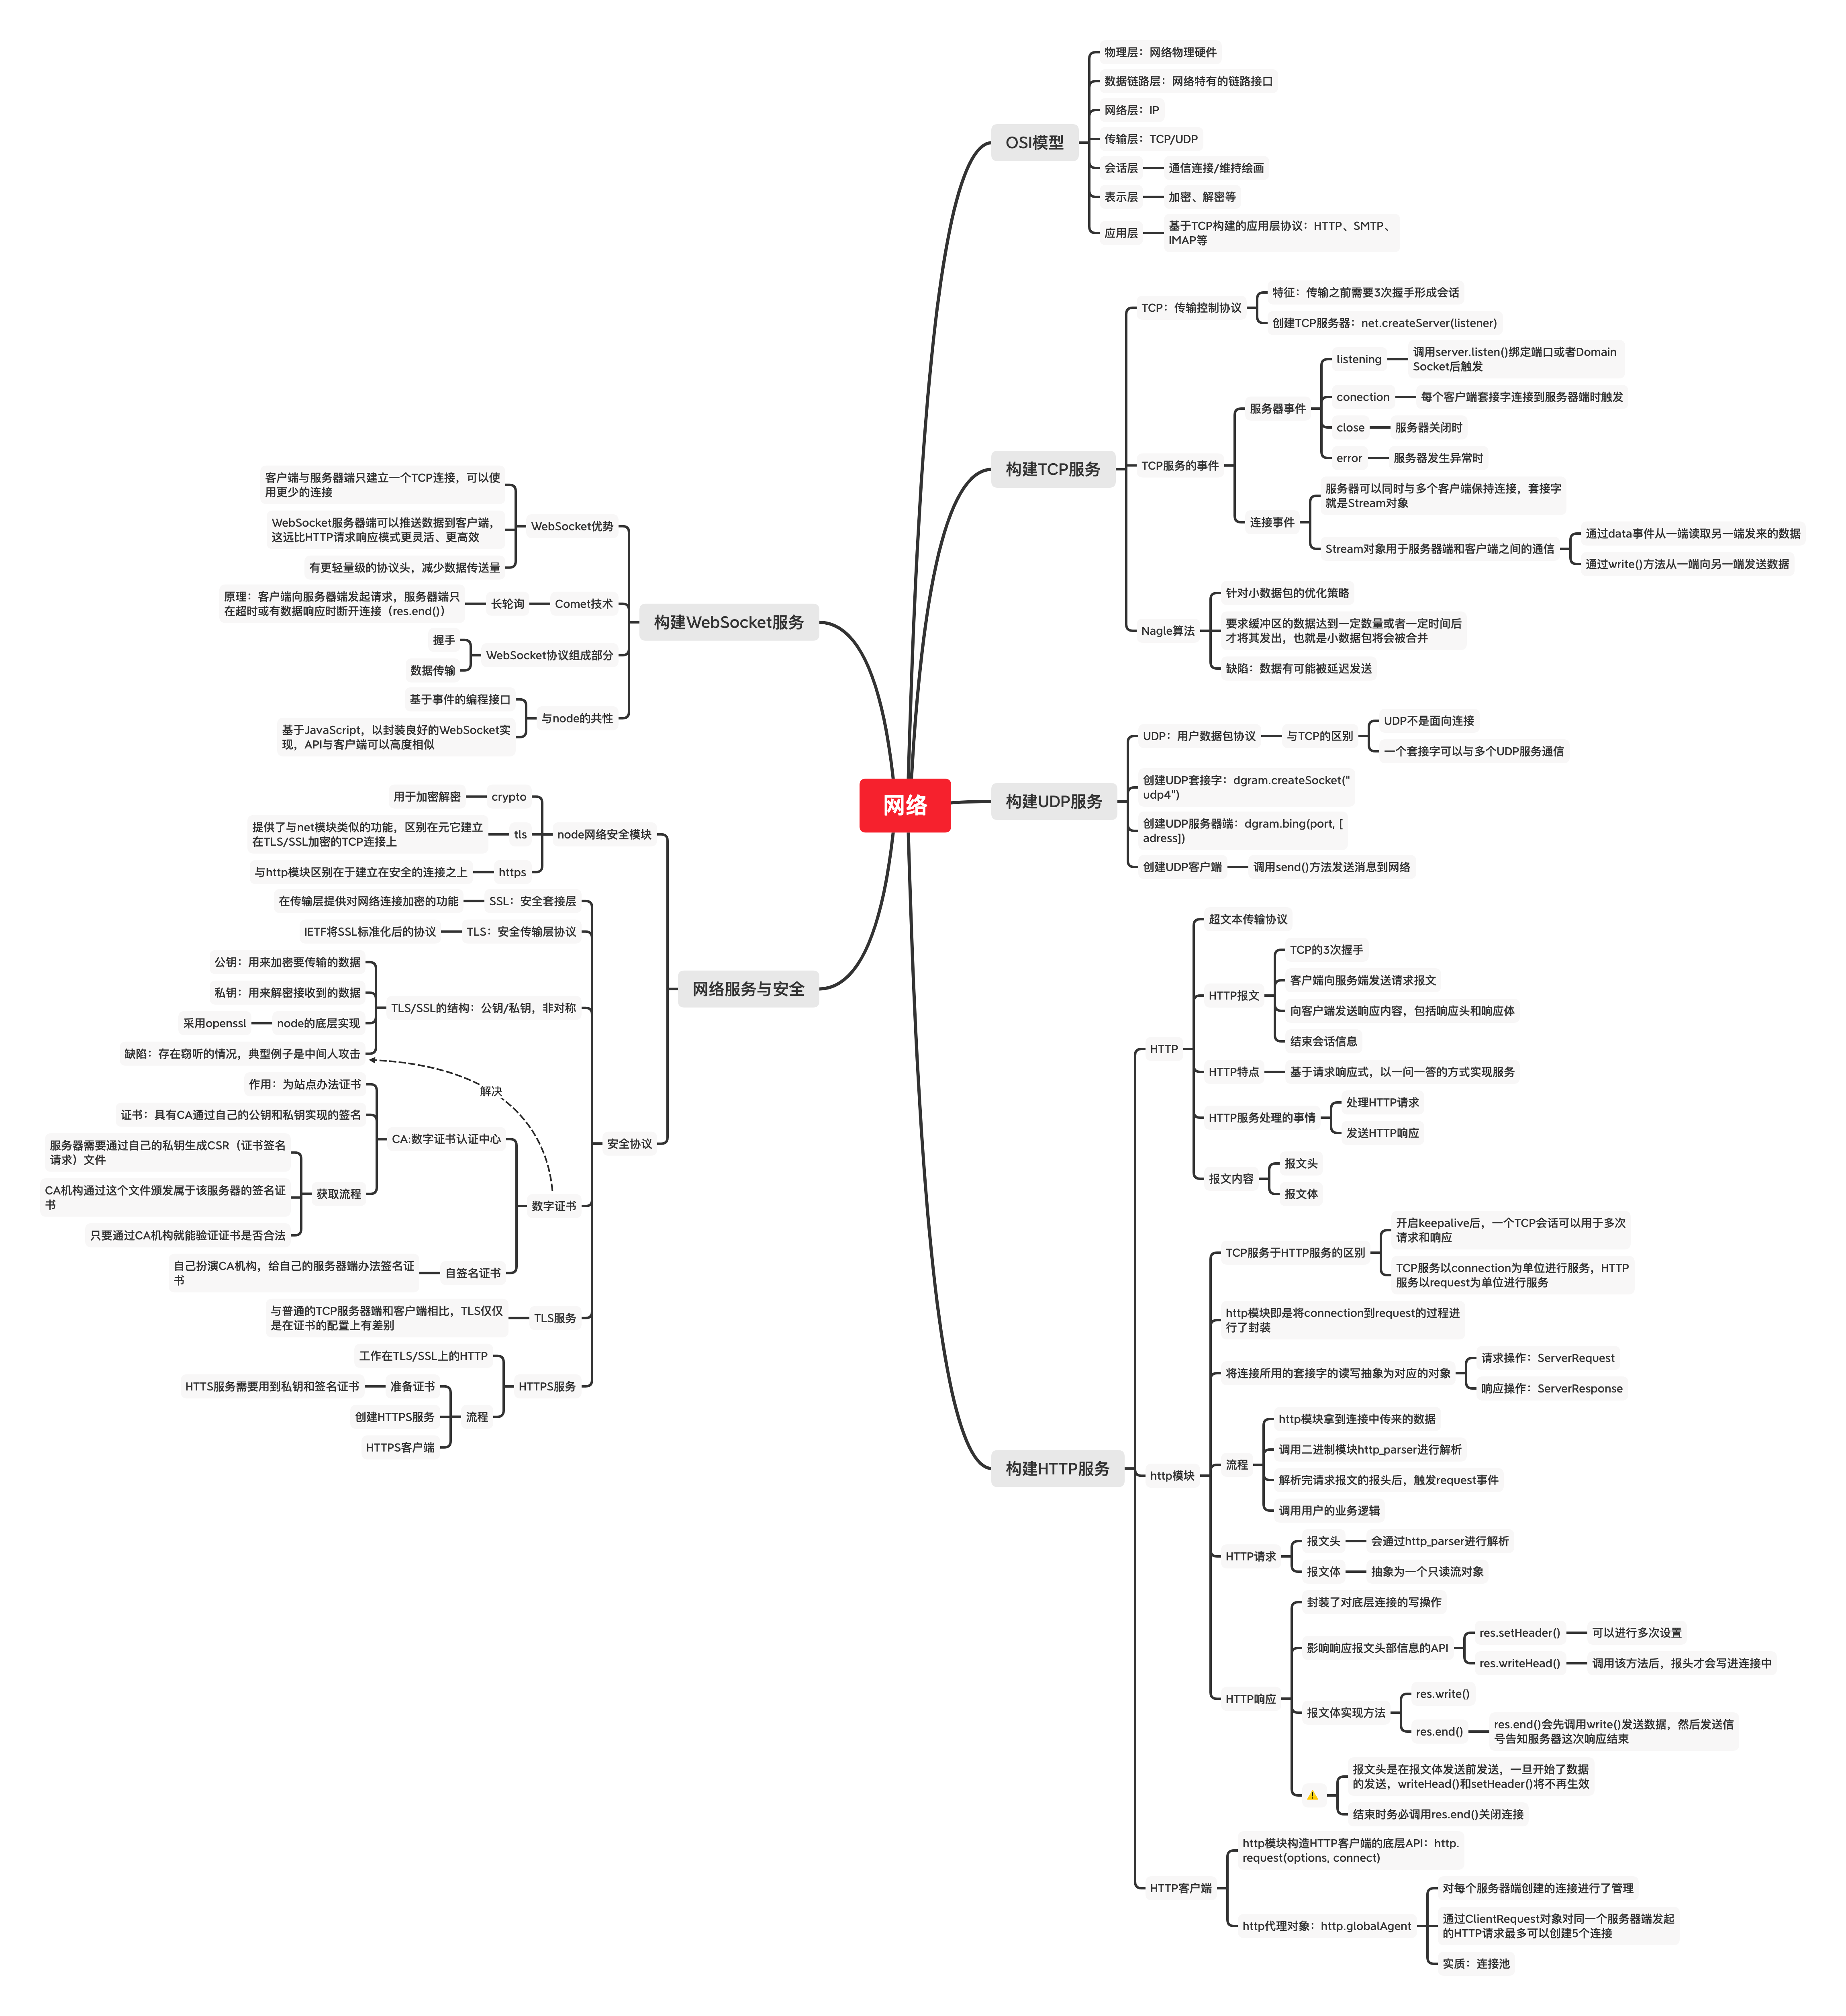 网络
OSI模型
物理层：网络物理硬件
数据链路层：网络特有的链路接口
网络层：IP
传输层：TCP/UDP
会话层
通信连接/维持绘画
表示层
加密、解密等
应用层
基于TCP构建的应用层协议：HTTP、SMTP、
IMAP等
构建TCP服务
TCP：传输控制协议
特征：传输之前需要3次握手形成会话
创建TCP服务器：net.createServer(listener)
TCP服务的事件
服务器事件
listening
调用server.listen()绑定端口或者Domain
Socket后触发
conection
每个客户端套接字连接到服务器端时触发
close
服务器关闭时
error
服务器发生异常时
连接事件
服务器可以同时与多个客户端保持连接，套接字
就是Stream对象
Stream对象用于服务器端和客户端之间的通信
通过data事件从一端读取另一端发来的数据
通过write()方法从一端向另一端发送数据
Nagle算法
针对小数据包的优化策略
要求缓冲区的数据达到一定数量或者一定时间后
才将其发出，也就是小数据包将会被合并
缺陷：数据有可能被延迟发送
构建UDP服务
UDP：用户数据包协议
与TCP的区别
UDP不是面向连接
一个套接字可以与多个UDP服务通信
创建UDP套接字：dgram.createSocket("
udp4")
创建UDP服务器端：dgram.bing(port, [
adress])
创建UDP客户端
调用send()方法发送消息到网络
构建HTTP服务
HTTP
超文本传输协议
HTTP报文
TCP的3次握手
客户端向服务端发送请求报文
向客户端发送响应内容，包括响应头和响应体
结束会话信息
HTTP特点
基于请求响应式，以一问一答的方式实现服务
HTTP服务处理的事情
处理HTTP请求
发送HTTP响应
报文内容
报文头
报文体
http模块
TCP服务于HTTP服务的区别
开启keepalive后，一个TCP会话可以用于多次
请求和响应
TCP服务以connection为单位进行服务，HTTP
服务以request为单位进行服务
http模块即是将connection到request的过程进
行了封装
将连接所用的套接字的读写抽象为对应的对象
请求操作：ServerRequest
响应操作：ServerResponse
流程
http模块拿到连接中传来的数据
调用二进制模块http_parser进行解析
解析完请求报文的报头后，触发request事件
调用用户的业务逻辑
HTTP请求
报文头
会通过http_parser进行解析
报文体
抽象为一个只读流对象
HTTP响应
封装了对底层连接的写操作
影响响应报文头部信息的API
res.setHeader()
可以进行多次设置
res.writeHead()
调用该方法后，报头才会写进连接中
报文体实现方法
res.write()
res.end()
res.end()会先调用write()发送数据，然后发送信
号告知服务器这次响应结束
报文头是在报文体发送前发送，一旦开始了数据
的发送，writeHead()和setHeader()将不再生效
结束时务必调用res.end()关闭连接
HTTP客户端
http模块构造HTTP客户端的底层API：http.
request(options, connect)
http代理对象：http.globalAgent
对每个服务器端创建的连接进行了管理
通过ClientRequest对象对同一个服务器端发起
的HTTP请求最多可以创建5个连接
实质：连接池
构建WebSocket服务
WebSocket优势
客户端与服务器端只建立一个TCP连接，可以使
用更少的连接
WebSocket服务器端可以推送数据到客户端，
这远比HTTP请求响应模式更灵活、更高效
有更轻量级的协议头，减少数据传送量
Comet技术
长轮询
原理：客户端向服务器端发起请求，服务器端只
在超时或有数据响应时断开连接（res.end()）
WebSocket协议组成部分
握手
数据传输
与node的共性
基于事件的编程接口
基于JavaScript，以封装良好的WebSocket实
现，API与客户端可以高度相似
网络服务与安全
node网络安全模块
crypto
用于加密解密
tls
提供了与net模块类似的功能，区别在元它建立
在TLS/SSL加密的TCP连接上
https
与http模块区别在于建立在安全的连接之上
安全协议
SSL：安全套接层
在传输层提供对网络连接加密的功能
TLS：安全传输层协议
IETF将SSL标准化后的协议
TLS/SSL的结构：公钥/私钥，非对称
公钥：用来加密要传输的数据
私钥：用来解密接收到的数据
node的底层实现
采用openssl
缺陷：存在窃听的情况，典型例子是中间人攻击
解决
数字证书
CA:数字证书认证中心
作用：为站点办法证书
证书：具有CA通过自己的公钥和私钥实现的签名
获取流程
服务器需要通过自己的私钥生成CSR（证书签名
请求）文件
CA机构通过这个文件颁发属于该服务器的签名证
书
只要通过CA机构就能验证证书是否合法
自签名证书
自己扮演CA机构，给自己的服务器端办法签名证
书
TLS服务
与普通的TCP服务器端和客户端相比，TLS仅仅
是在证书的配置上有差别
HTTPS服务
工作在TLS/SSL上的HTTP
流程
准备证书
HTTS服务需要用到私钥和签名证书
创建HTTPS服务
HTTPS客户端